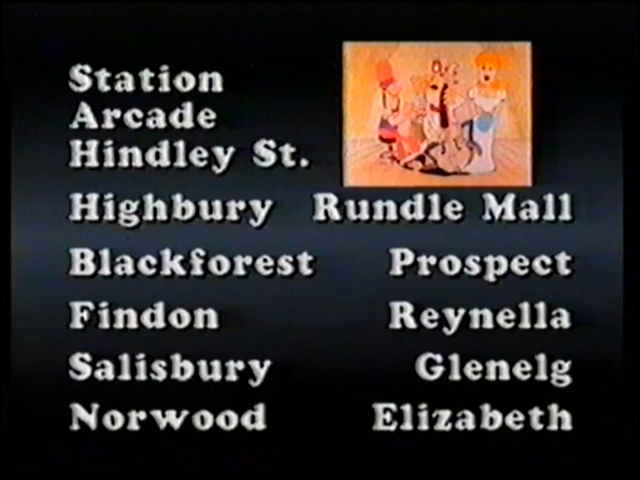 Station
Arcade
Hindley St.
Highbury Rundle Mall
Blackforest Prospect
Findon Reynella
Salisbury Glenelg
Norwood Elizabeth